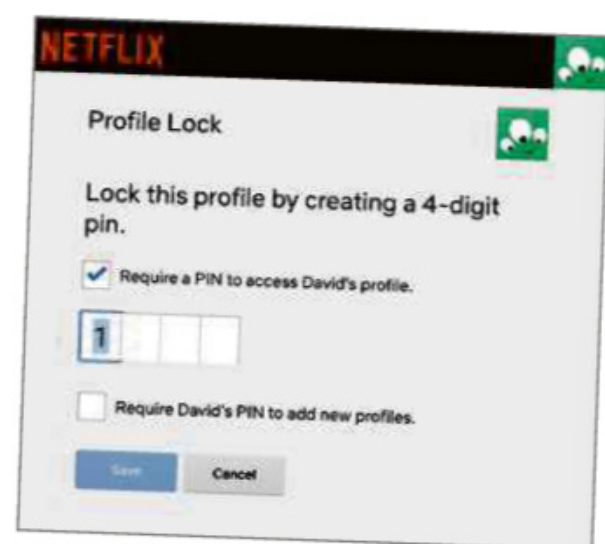 NETFLIX
Profile Lock
Lock this profile by creating a 4-digit
pin.
Require a PIN to access David's profile.
1
Require David's PIN to add new profiles.
Save
Cancel